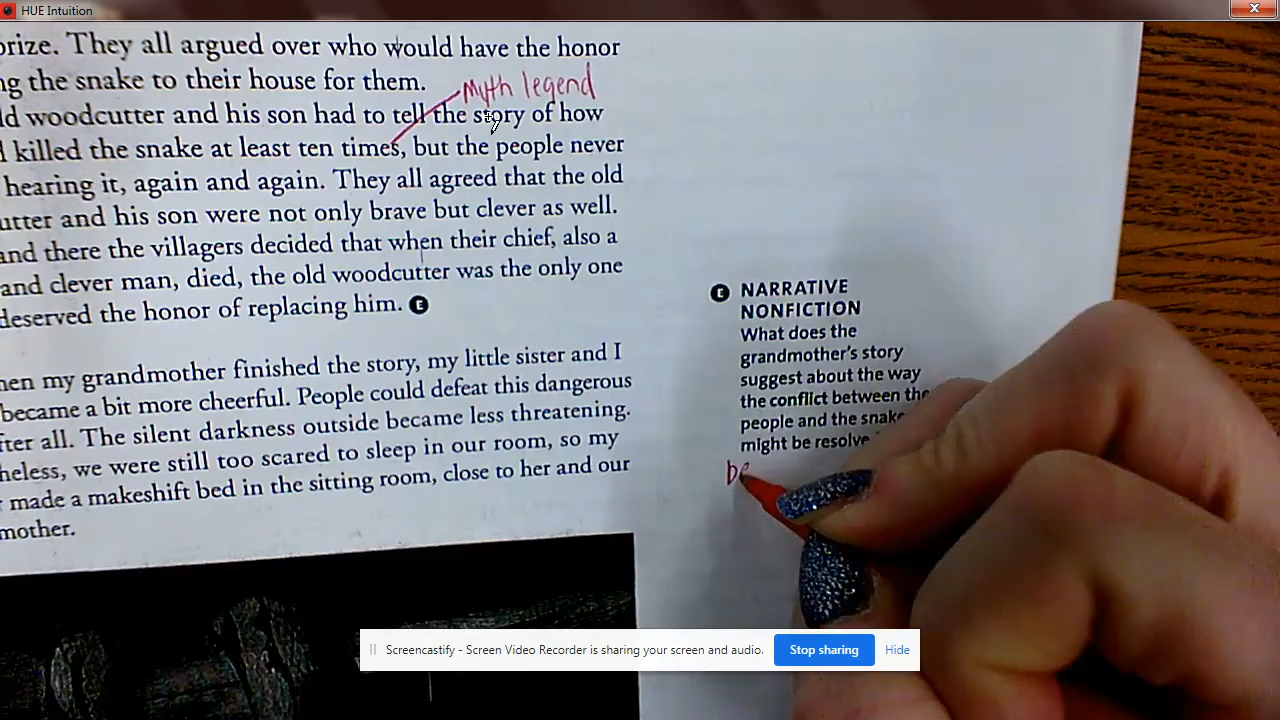 HUE Intuition
prize. They all argued over who would have the honor
the snake to their house for them.
Myth legend
woodcutter and his son had to tell the story of how
killed the snake at least ten times, but the people never
hearing it, again and again. They all agreed that the old
and his son were not only brave but clever as well.
and there the villagers decided that when their chief, also a
and clever man, died, the old woodcutter was the only one
deserved the honor of replacing him. E
my grandmother finished the story, my little sister and I
became a bit more cheerful. People could defeat this dangerous
all. The silent darkness outside became less threatening.
we were still too scared to sleep in our room, so my
made a makeshift bed in the sitting room, close to her and our
mother.
E NARRATIVE
NONFICTION
What does the
grandmother's story
suggest about the way
the conflict between the
people and the snake
might be
be
Screencastify - Screen Video Recorder is sharing your screen and audio.
Stop sharing
Hide